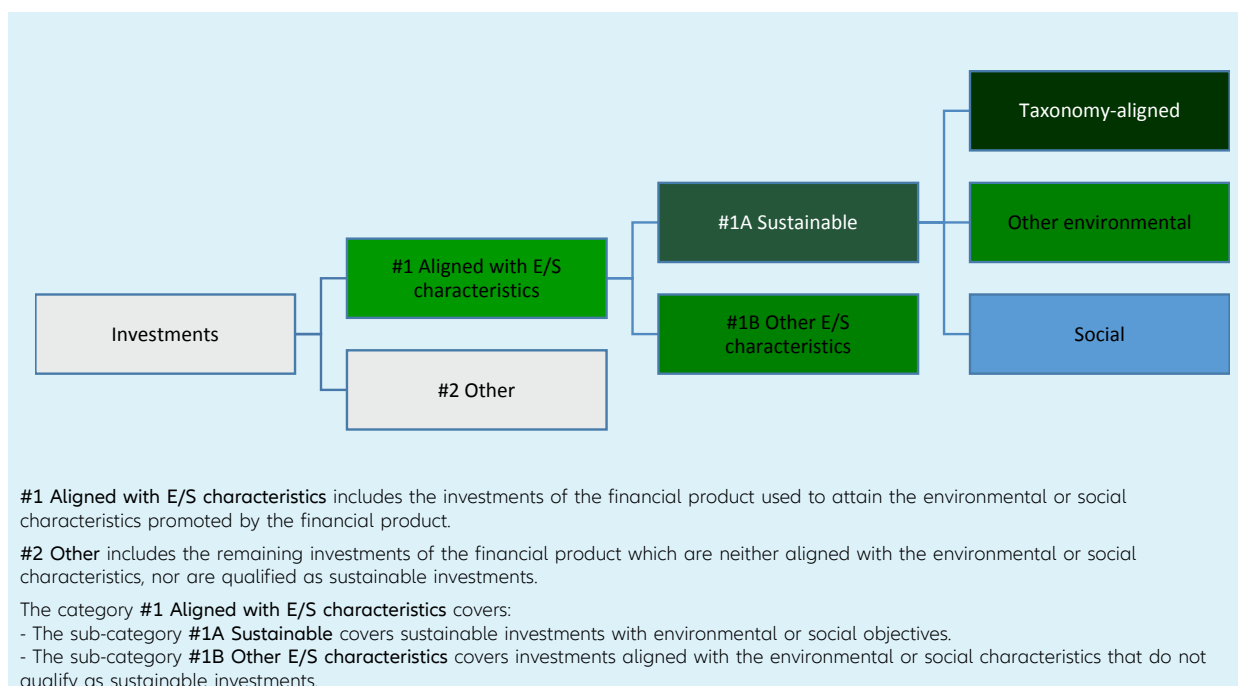 Taxonomy-aligned
#1A Sustainable
Other environmental
#1 Aligned with E/S
characteristics
Investments
#1B Other E/S
characteristics
Social
#2 Other
#1 Aligned with E/S characteristics includes the investments of the financial product used to attain the environmental or social
characteristics promoted by the financial product.
#2 Other includes the remaining investments of the financial product which are neither aligned with the environmental or social
characteristics, nor are qualified as sustainable investments.
The category #1 Aligned with E/S characteristics covers:
- The sub-category #1A Sustainable covers sustainable investments with environmental or social objectives.
- The sub-category #1B Other E/S characteristics covers investments aligned with the environmental or social characteristics that do not
qualify as sustainable investments.